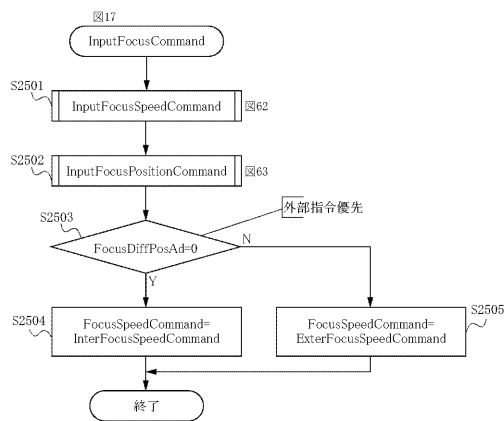 図17
InputFocusCommand
S2501
InputFocusSpeedCommand
図62
S2502
InputFocusPositionCommand
図63
S2503
外部指令優先
FocusDiffPosAd=0
N
Y
S2504
FocusSpeedCommand=
InterFocusSpeedCommand
FocusSpeedCommand=
ExterFocusSpeedCommand
S2505
終了